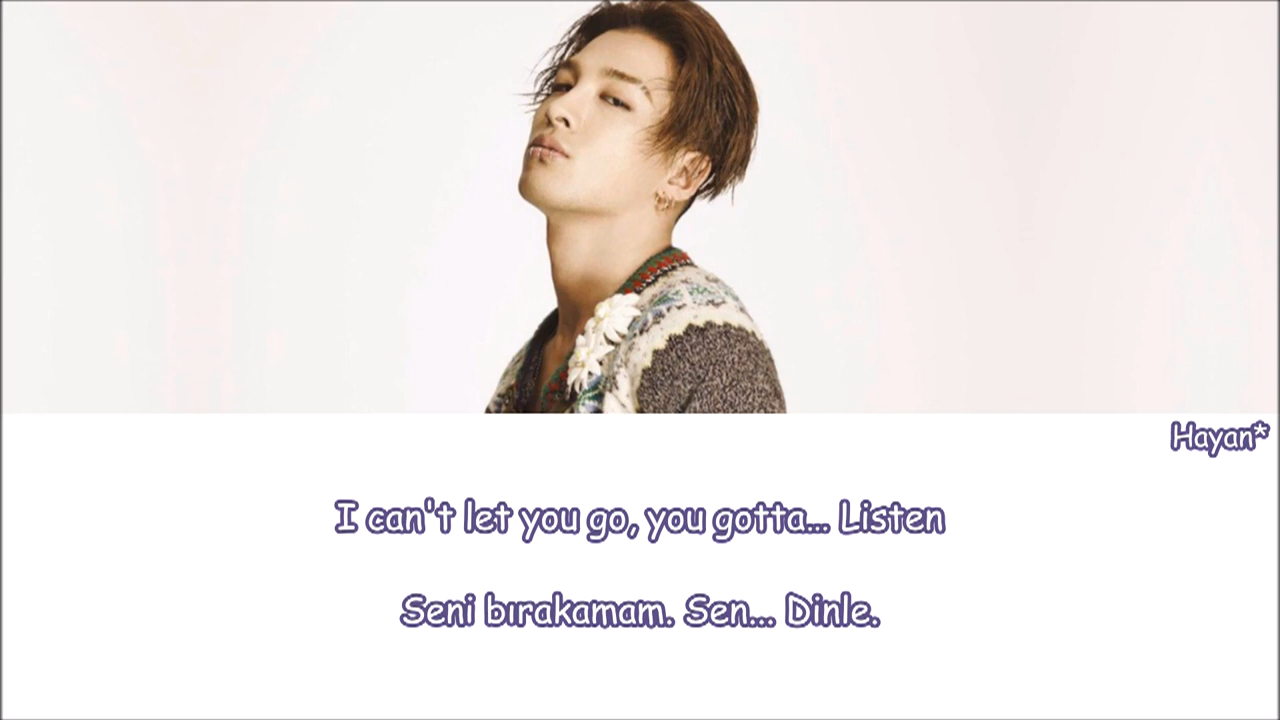 Hayan*
I can't let you go, you gotta... Listen
Seni bırakamam. Sen... Dinle.